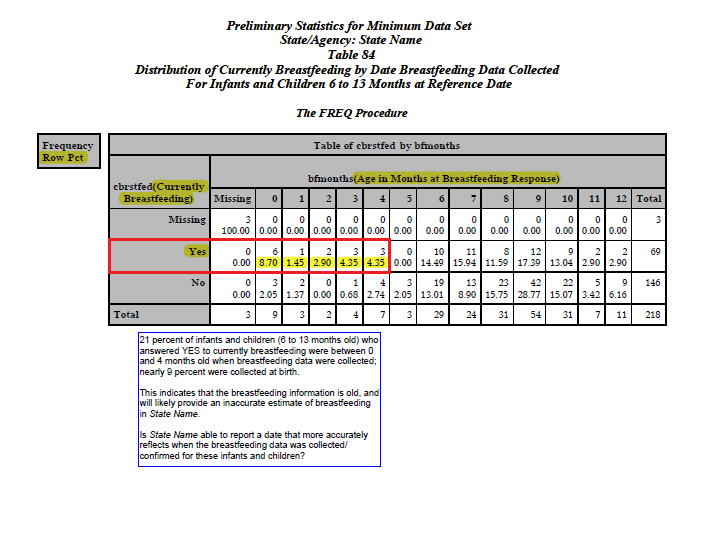 Preliminary Statistics for Minimum Data Set
State/Agency: State Name
Table 84
Distribution of Currently Breastfeeding by Date Breastfeeding Data Collected
For Infants and Children 6 to 13 Months at Reference Date
The FREQ Procedure
Frequency
Row Pct
Table of cbrstfed by bfmonths
cbrstfed(Currently Breastfeeding)
bfmonths(Age in Months at Breastfeeding Response)
Missing 0 1 2 3 4 5 6 7 8 9 10 11 12 Total
Missing 3 0 0 0 0 0 0 0 0 0 0 0 0 0 3
100.00 0.00 0.00 0.00 0.00 0.00 0.00 0.00 0.00 0.00 0.00 0.00 0.00 0.00
Yes 0 6 1 2 3 3 0 10 11 8 12 9 2 2 69
0.00 8.70 1.45 2.90 4.35 4.35 0.00 14.49 15.94 11.59 17.39 13.04 2.90 2.90
No 0 3 2 0 1 4 3 19 13 23 42 22 5 9 146
0.00 2.05 1.37 0.00 0.68 2.74 2.05 13.01 8.90 15.75 28.77 15.07 3.42 6.16
Total 3 9 3 2 4 7 3 29 24 31 54 31 7 11 218
21 percent of infants and children (6 to 13 months old) who
answered YES to currently breastfeeding were between 0
and 4 months old when breastfeeding data were collected;
nearly 9 percent were collected at birth.
This indicates that the breastfeeding information is old, and
will likely provide an inaccurate estimate of breastfeeding
in State Name.
Is State Name able to report a date that more accurately
reflects when the breastfeeding data was collected/
confirmed for these infants and children?